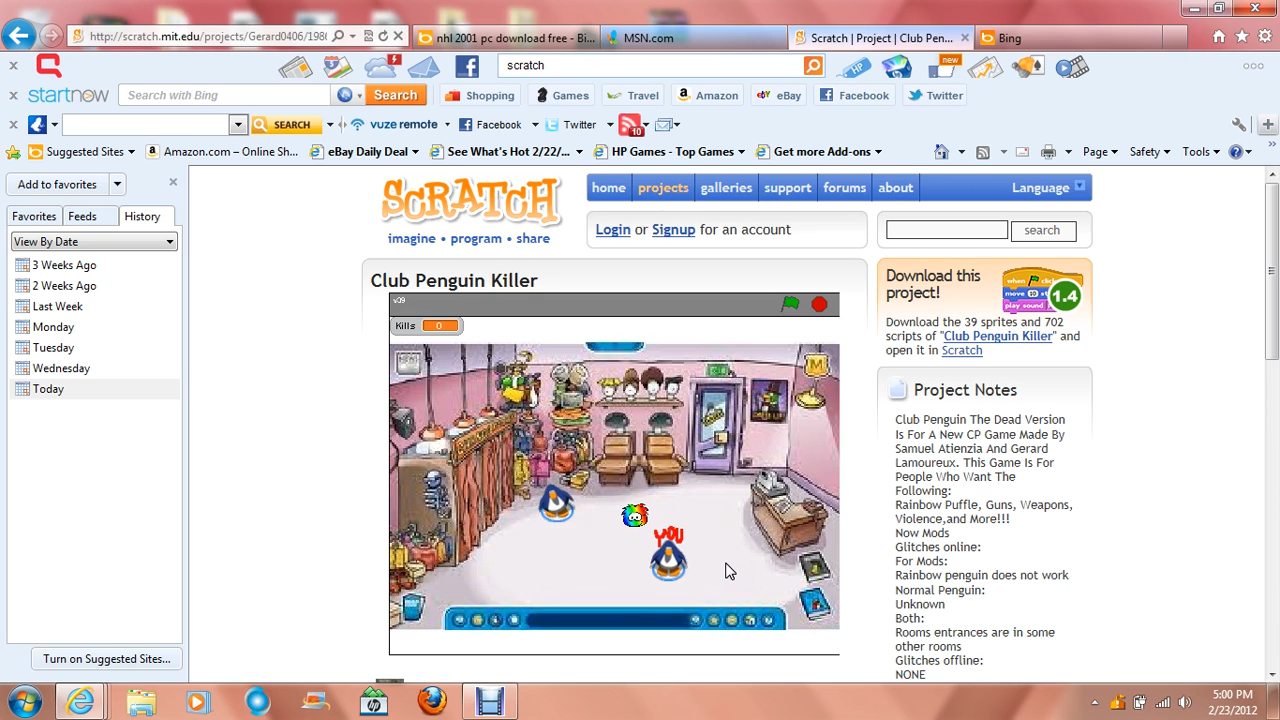 http://scratch.mit.edu/projects/Gerard0406/198
nhl 2001 pc download free - Bi...
MSN.com
Scratch | Project | Club Pen...
Bing
scratch
new
startnow
Search with Bing
Search
Shopping
Games
Travel
Amazon
eBay
Facebook
Twitter
SEARCH
vuze remote
Facebook
Twitter
10
Suggested Sites
Amazon.com – Online Sh...
eBay Daily Deal
See What's Hot 2/22/...
HP Games - Top Games
Get more Add-ons
Page
Safety
Tools
Add to favorites
Favorites
Feeds
History
View By Date
3 Weeks Ago
2 Weeks Ago
Last Week
Monday
Tuesday
Wednesday
Today
Turn on Suggested Sites...
SCRATCH
imagine • program • share
home
projects
galleries
support
forums
about
Language
Login or Signup for an account
search
Club Penguin Killer
v09
Kills 0
M
YOU
Download this
project!
when clicked
move 10
play sound
1.4
Download the 39 sprites and 702
scripts of "Club Penguin Killer" and
open it in Scratch
Project Notes
Club Penguin The Dead Version
Is For A New CP Game Made By
Samuel Atienzia And Gerard
Lamoureux. This Game Is For
People Who Want The
Following:
Rainbow Puffle, Guns, Weapons,
Violence,and More!!!
Now Mods
Glitches online:
For Mods:
Rainbow penguin does not work
Normal Penguin:
Unknown
Both:
Rooms entrances are in some
other rooms
Glitches offline:
NONE
hp
5:00 PM
2/23/2012